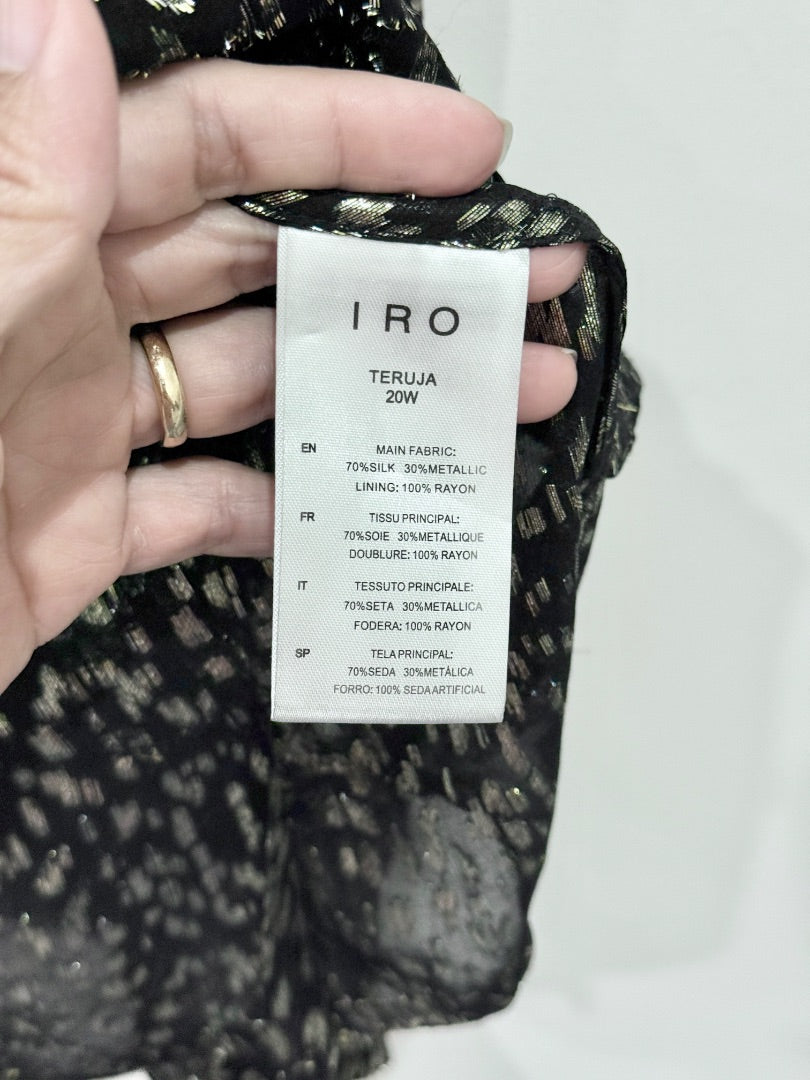 IRO
TERUJA
20W
EN MAIN FABRIC:
70%SILK 30%METALLIC
LINING: 100% RAYON
FR TISSU PRINCIPAL:
70%SOIE 30%METALLIQUE
DOUBLURE: 100% RAYON
IT TESSUTO PRINCIPALE:
70%SETA 30%METALLICA
FODERA: 100% RAYON
SP TELA PRINCIPAL:
70%SEDA 30%METÁLICA
FORRO: 100% SEDA ARTIFICIAL